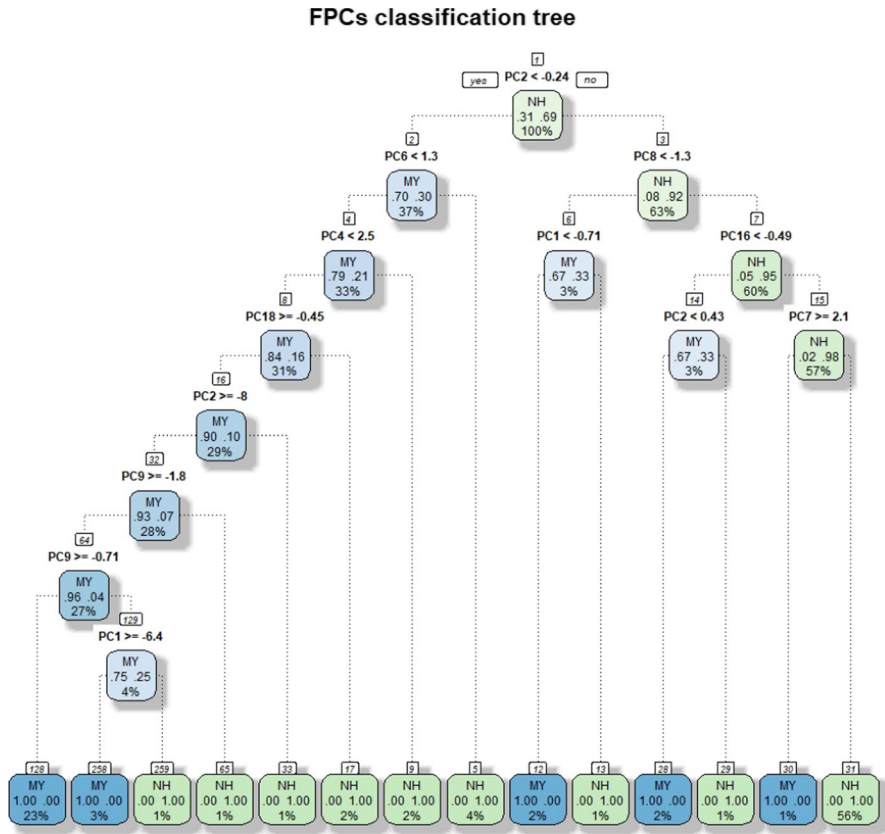 FPCs classification tree
1
yes PC2 < -0.24 no
NH
.31 .69
100%
2 3
PC6 < 1.3 PC8 < -1.3
MY NH
.70 .30 .08 .92
37% 63%
4 6 7
PC4 < 2.5 PC1 < -0.71 PC16 < -0.49
MY MY NH
.79 .21 .67 .33 .05 .95
33% 3% 60%
8 14 15
PC18 >= -0.45 PC2 < 0.43 PC7 >= 2.1
MY MY NH
.84 .16 .67 .33 .02 .98
31% 3% 57%
16
PC2 >= -8
MY
.90 .10
29%
32
PC9 >= -1.8
MY
.93 .07
28%
64
PC9 >= -0.71
MY
.96 .04
27%
129
PC1 >= -6.4
MY
.75 .25
4%
128 258 259 65 33 17 9 5 12 13 28 29 30 31
MY MY NH NH NH NH NH NH MY NH MY NH MY NH
1.00 .00 1.00 .00 .00 1.00 .00 1.00 .00 1.00 .00 1.00 .00 1.00 .00 1.00 1.00 .00 .00 1.00 1.00 .00 .00 1.00 1.00 .00 .00 1.00
23% 3% 1% 1% 1% 2% 2% 4% 2% 1% 2% 1% 1% 56%